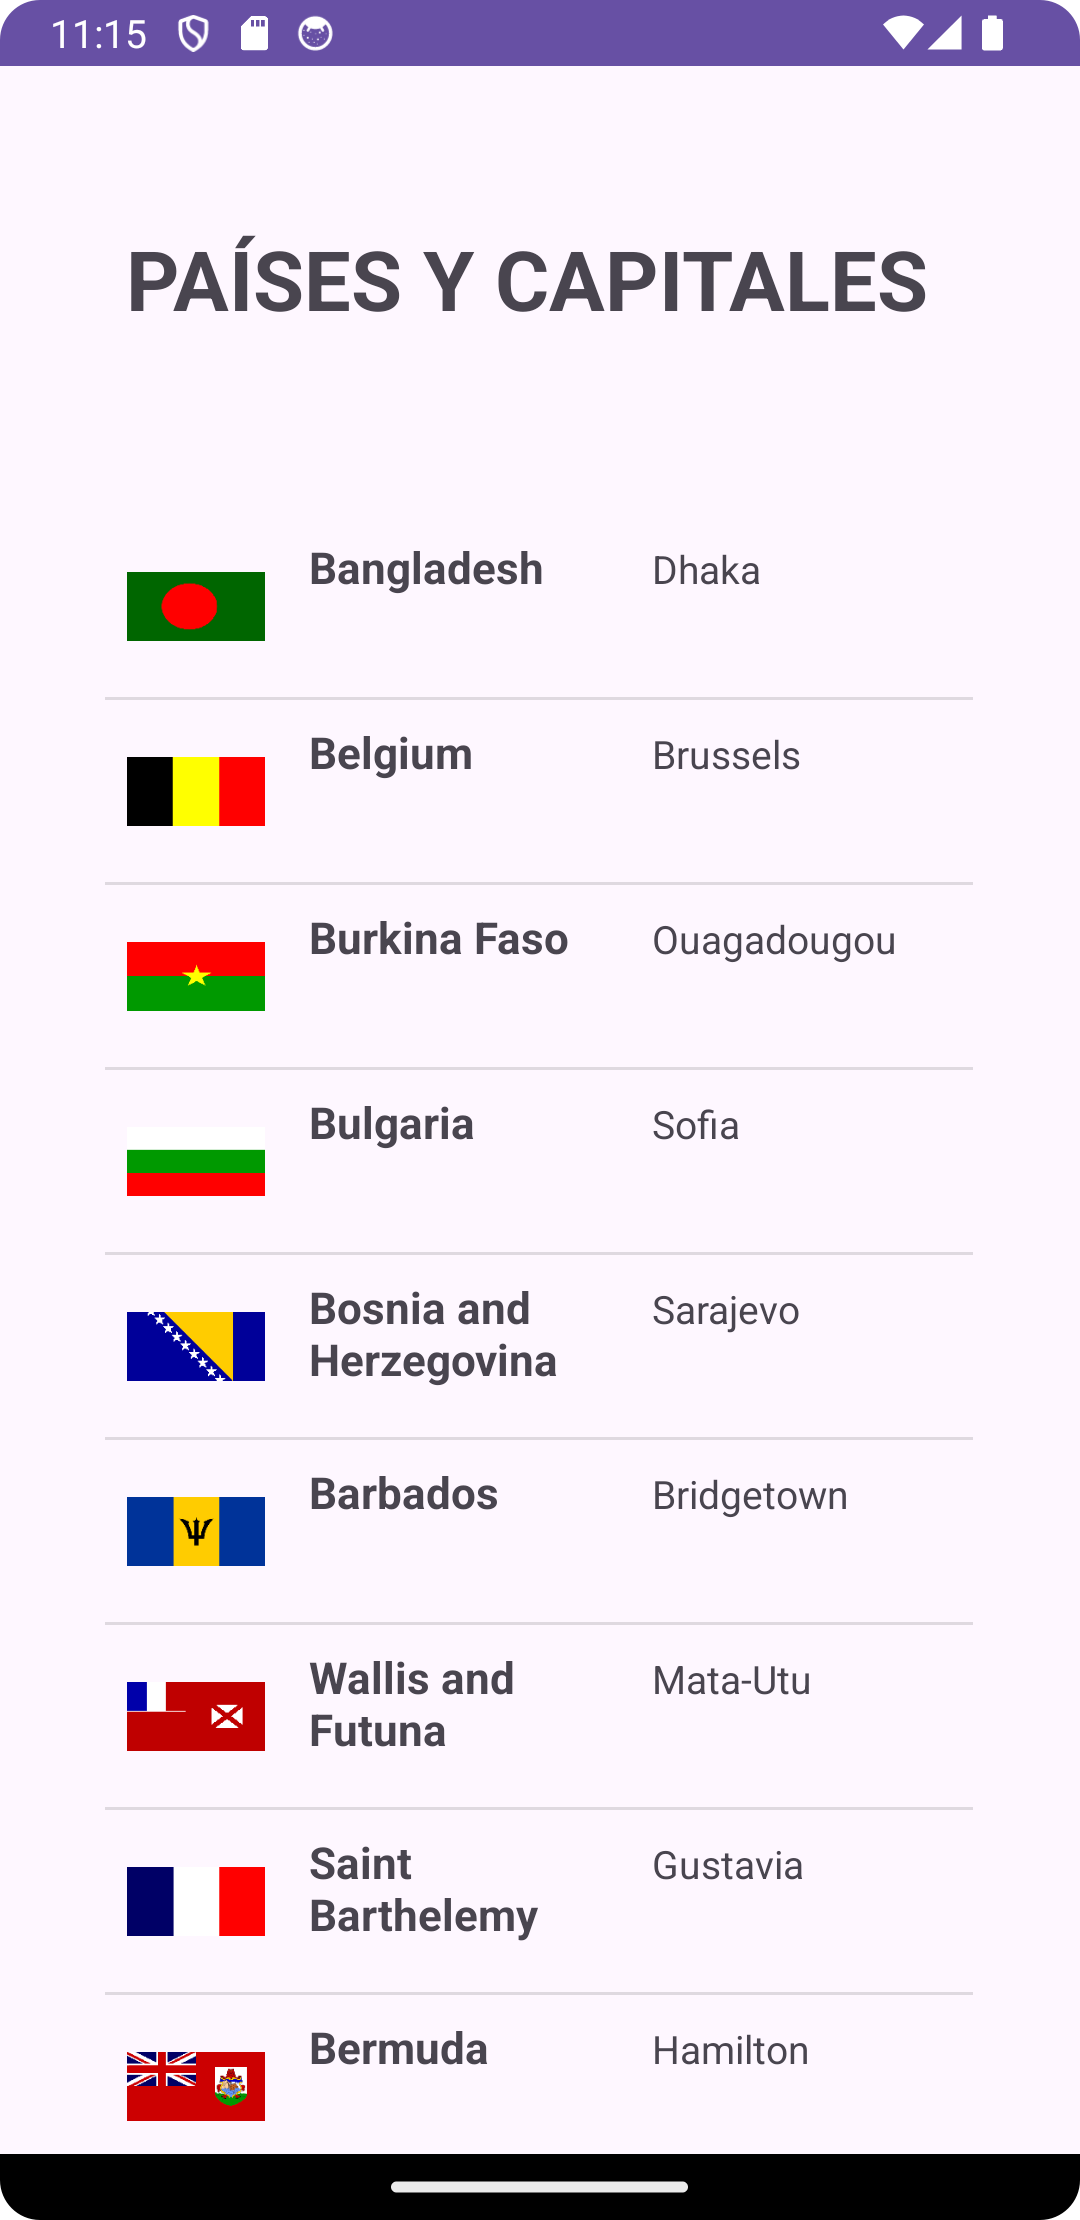 11:15
PAÍSES Y CAPITALES
Bangladesh Dhaka
Belgium Brussels
Burkina Faso Ouagadougou
Bulgaria Sofia
Bosnia and Sarajevo
Herzegovina
Barbados Bridgetown
Wallis and Mata-Utu
Futuna
Saint Gustavia
Barthelemy
Bermuda Hamilton